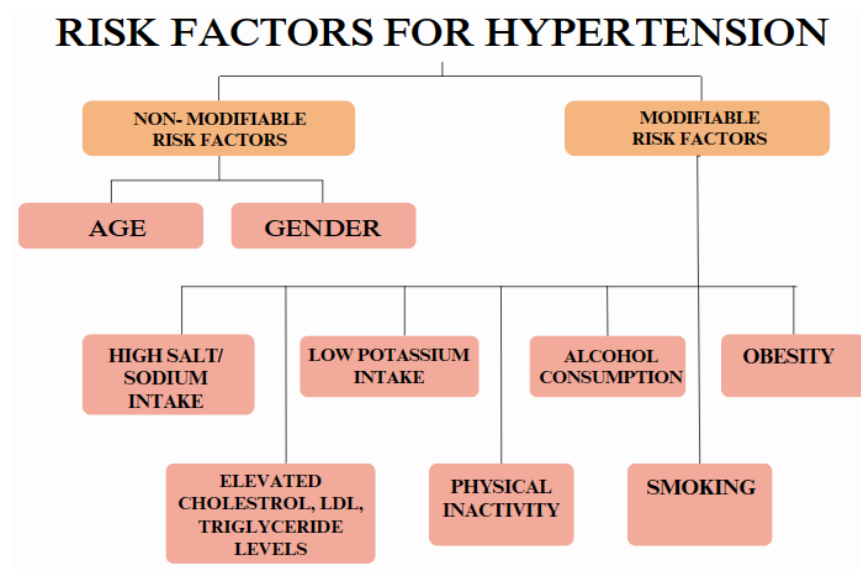 RISK FACTORS FOR HYPERTENSION
NON- MODIFIABLE
RISK FACTORS
MODIFIABLE
RISK FACTORS
AGE
GENDER
HIGH SALT/
SODIUM
INTAKE
LOW POTASSIUM
INTAKE
ALCOHOL
CONSUMPTION
OBESITY
ELEVATED
CHOLESTROL, LDL,
TRIGLYCERIDE
LEVELS
PHYSICAL
INACTIVITY
SMOKING